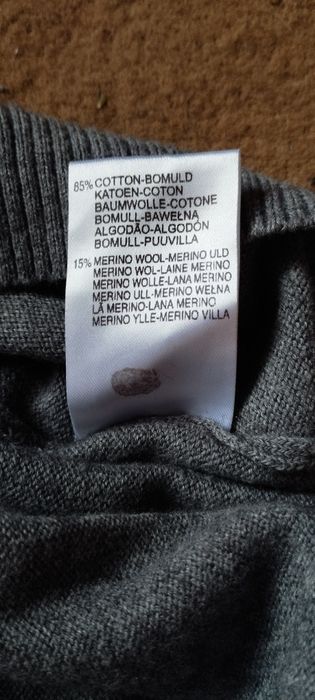 85% COTTON-BOMULD
KATOEN-COTON
BAUMWOLLE-COTONE
BOMULL-BAWEŁNA
ALGODÃO-ALGODÓN
BOMULL-PUUVILLA
15% MERINO WOOL-MERINO ULD
MERINO WOL-LAINE MERINO
MERINO WOLLE-LANA MERINO
MERINO ULL-MERINO WEŁNA
LÃ MERINO-LANA MERINO
MERINO YLLE-MERINO VILLA